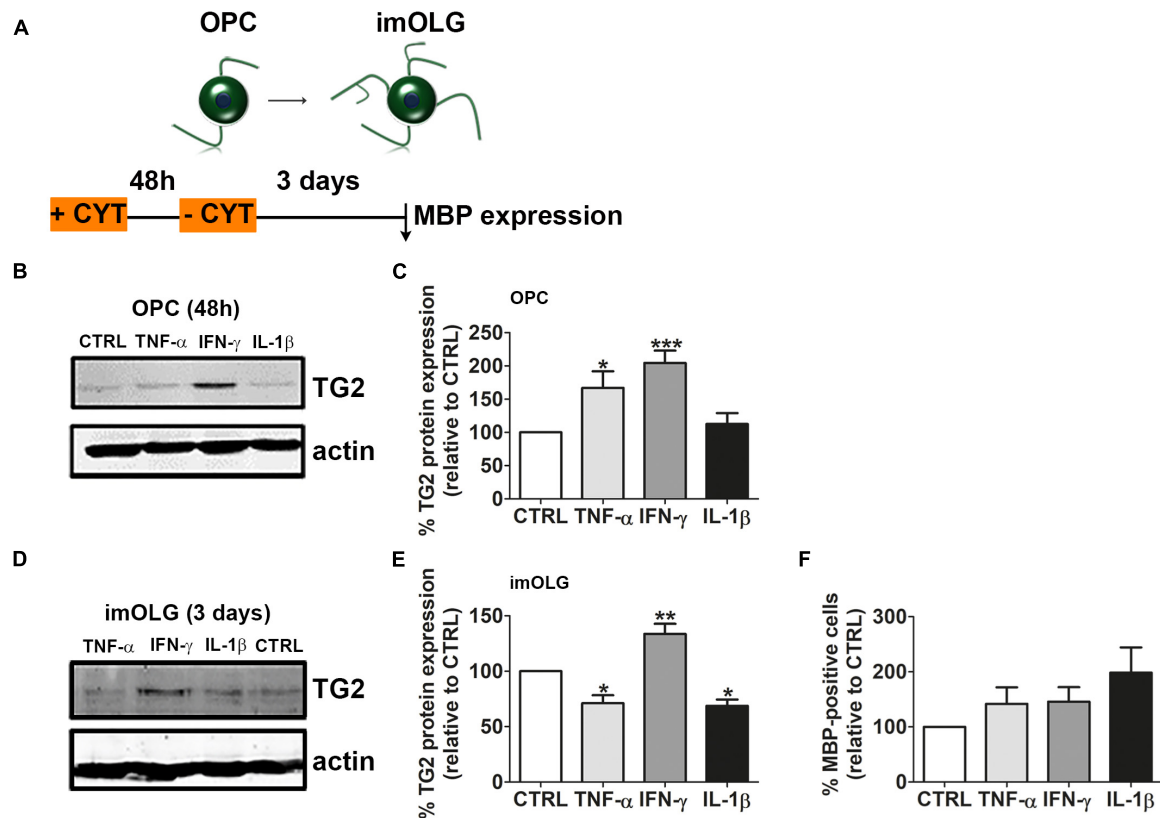 A
OPC
imOLG
48h
3 days
+ CYT
- CYT
MBP expression
B
OPC (48h)
CTRL TNF-α IFN-γ IL-1β
TG2
actin
C
OPC
% TG2 protein expression
(relative to CTRL)
250
200
150
100
50
0
*
***
CTRL TNF-α IFN-γ IL-1β
D
imOLG (3 days)
TNF-α IFN-γ IL-1β CTRL
TG2
actin
E
imOLG
% TG2 protein expression
(relative to CTRL)
150
100
50
0
*
**
*
CTRL TNF-α IFN-γ IL-1β
F
% MBP-positive cells
(relative to CTRL)
300
200
100
0
CTRL TNF-α IFN-γ IL-1β